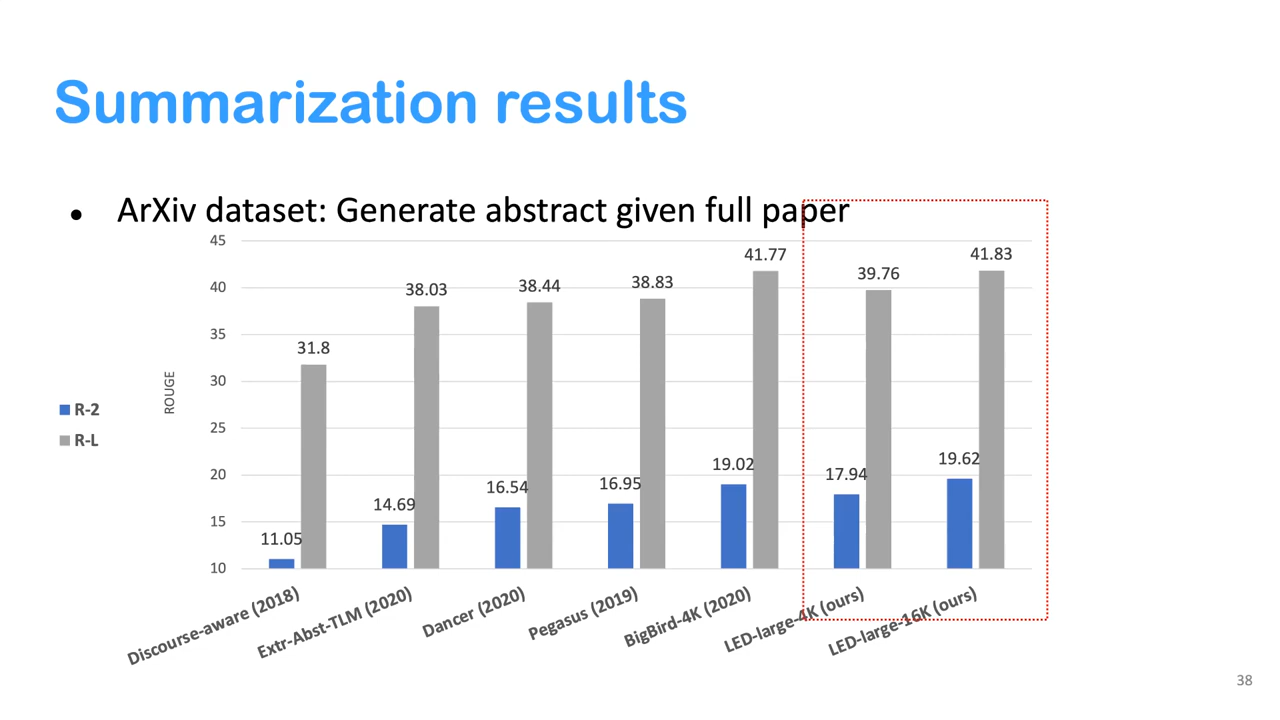 Summarization results
● ArXiv dataset: Generate abstract given full paper
45
40
35
30
25
20
15
10
ROUGE
R-2
R-L
11.05
31.8
14.69
38.03
16.54
38.44
16.95
38.83
19.02
41.77
17.94
39.76
19.62
41.83
Discourse-aware (2018)
Extr-Abst-TLM (2020)
Dancer (2020)
Pegasus (2019)
BigBird-4K (2020)
LED-large-4K (ours)
LED-large-16K (ours)
38